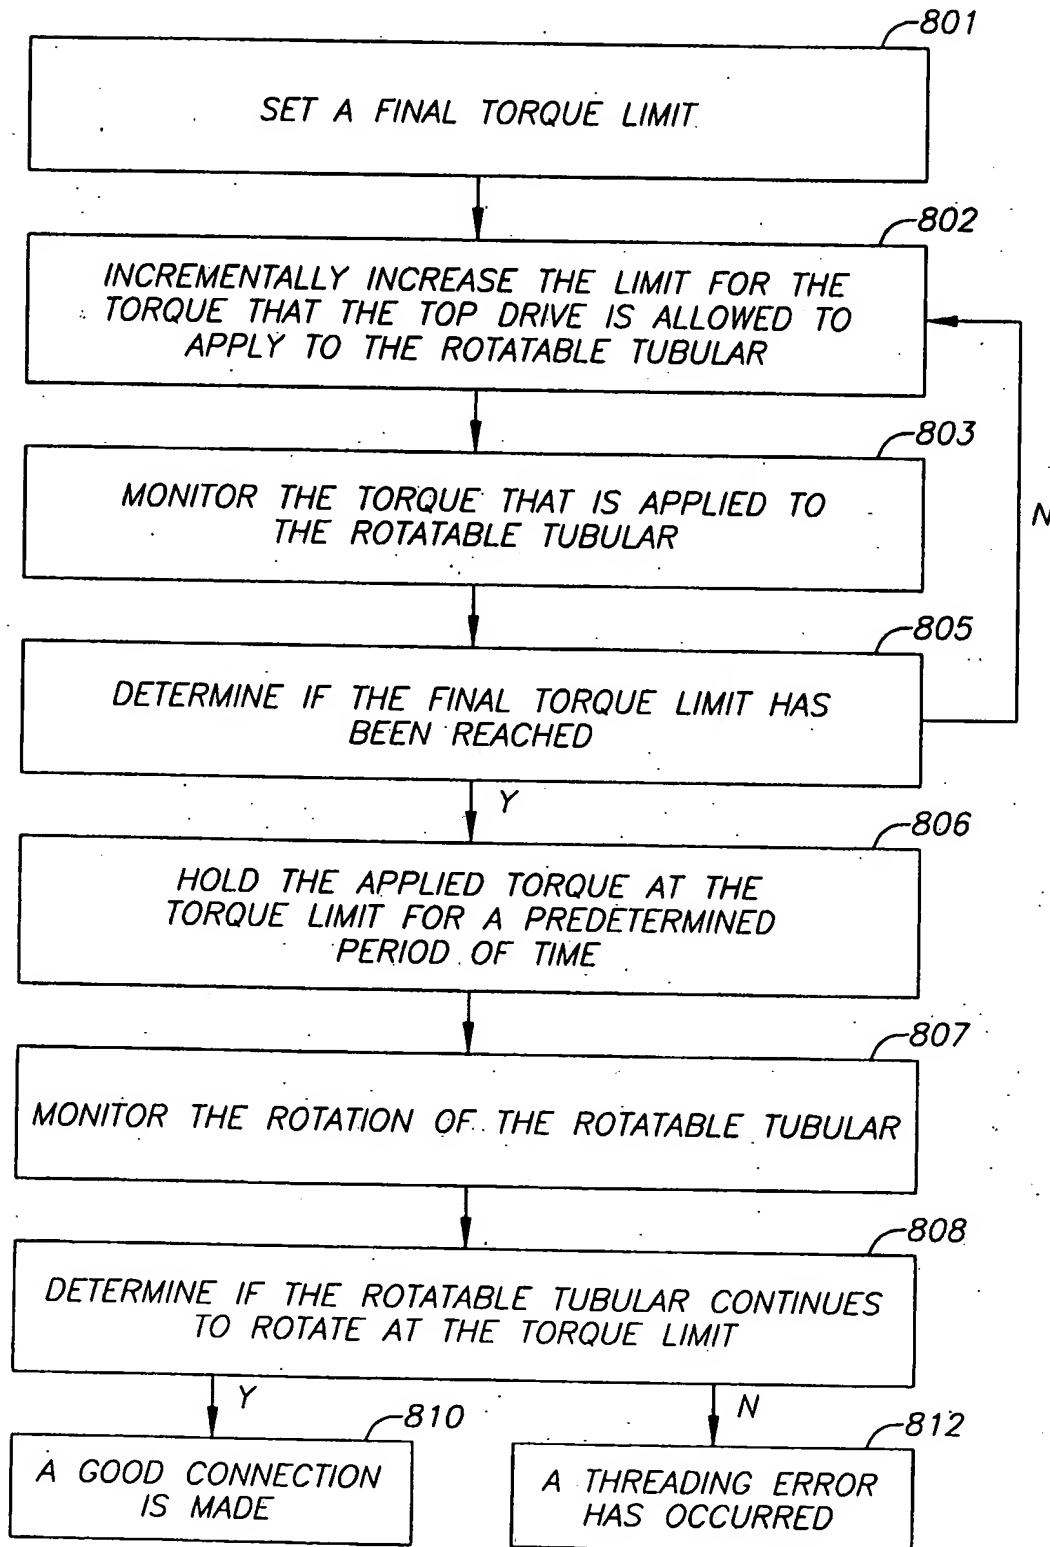 801
SET A FINAL TORQUE LIMIT
802
INCREMENTALLY INCREASE THE LIMIT FOR THE
TORQUE THAT THE TOP DRIVE IS ALLOWED TO
APPLY TO THE ROTATABLE TUBULAR
803
MONITOR THE TORQUE THAT IS APPLIED TO
THE ROTATABLE TUBULAR
N
805
DETERMINE IF THE FINAL TORQUE LIMIT HAS
BEEN REACHED
Y
806
HOLD THE APPLIED TORQUE AT THE
TORQUE LIMIT FOR A PREDETERMINED
PERIOD OF TIME
807
MONITOR THE ROTATION OF THE ROTATABLE TUBULAR
808
DETERMINE IF THE ROTATABLE TUBULAR CONTINUES
TO ROTATE AT THE TORQUE LIMIT
Y
N
810
A GOOD CONNECTION
IS MADE
812
A THREADING ERROR
HAS OCCURRED